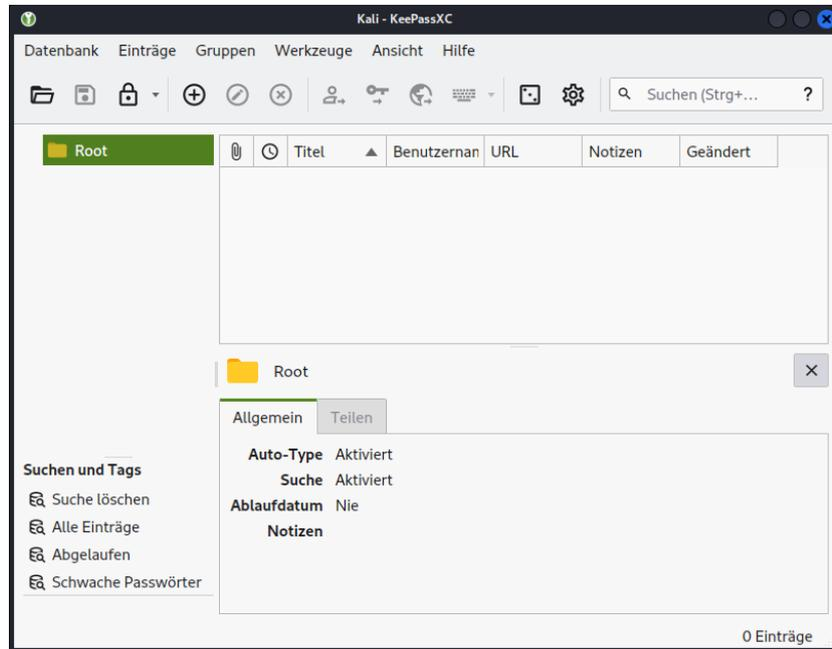 Kali - KeePassXC
Datenbank Einträge Gruppen Werkzeuge Ansicht Hilfe
Suchen (Strg+... ?
Root
Titel Benutzernan URL Notizen Geändert
Root
Allgemein Teilen
Auto-Type Aktiviert
Suche Aktiviert
Ablaufdatum Nie
Notizen
Suchen und Tags
Suche löschen
Alle Einträge
Abgelaufen
Schwache Passwörter
0 Einträge